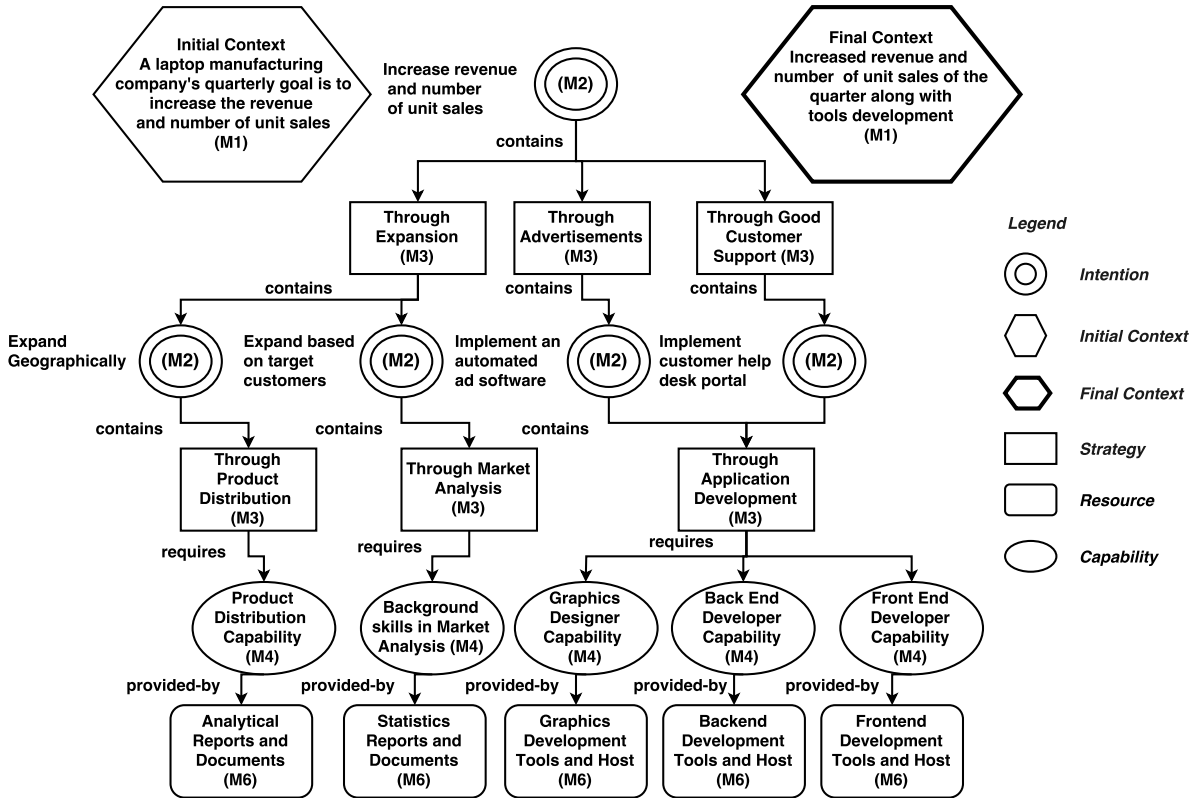 Initial Context
A laptop manufacturing
company's quarterly goal is to
increase the revenue
and number of unit sales
(M1)
Increase revenue
and number
of unit sales
(M2)
Final Context
Increased revenue and
number of unit sales of the
quarter along with
tools development
(M1)
contains
Through
Expansion
(M3)
Through
Advertisements
(M3)
Through Good
Customer
Support (M3)
Legend
Intention
Initial Context
Final Context
Strategy
Resource
Capability
contains
contains
contains
Expand
Geographically
(M2)
Expand based
on target
customers
(M2)
Implement an
automated
ad software
(M2)
Implement
customer help
desk portal
(M2)
contains
contains
contains
Through
Product
Distribution
(M3)
Through Market
Analysis
(M3)
Through
Application
Development
(M3)
requires
requires
requires
Product
Distribution
Capability
(M4)
Background
skills in Market
Analysis (M4)
Graphics
Designer
Capability
(M4)
Back End
Developer
Capability
(M4)
Front End
Developer
Capability
(M4)
provided-by
provided-by
provided-by
provided-by
provided-by
Analytical
Reports and
Documents
(M6)
Statistics
Reports and
Documents
(M6)
Graphics
Development
Tools and Host
(M6)
Backend
Development
Tools and Host
(M6)
Frontend
Development
Tools and Host
(M6)